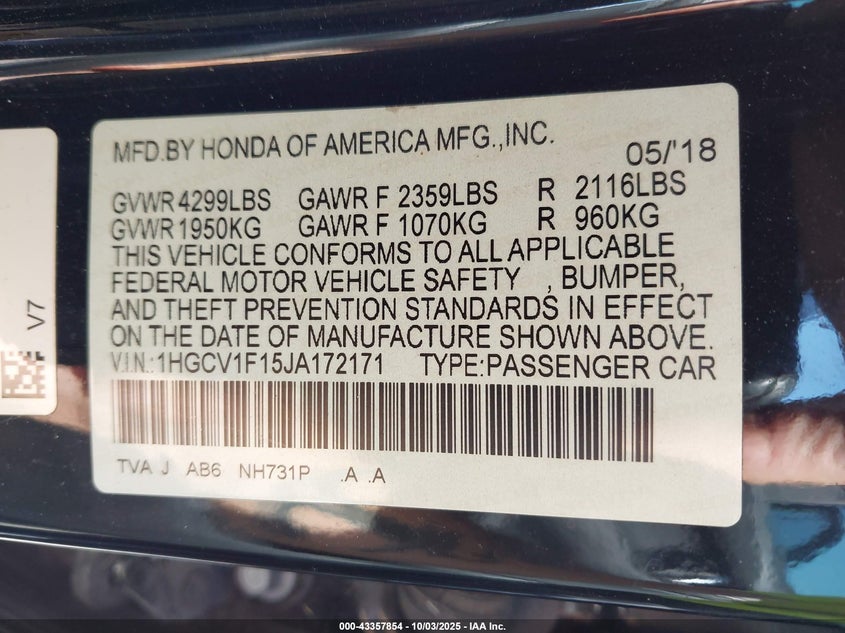 MFD.BY HONDA OF AMERICA MFG.,INC. 05/'18
GVWR 4299LBS GAWR F 2359LBS R 2116LBS
GVWR 1950KG GAWR F 1070KG R 960KG
THIS VEHICLE CONFORMS TO ALL APPLICABLE
FEDERAL MOTOR VEHICLE SAFETY , BUMPER,
AND THEFT PREVENTION STANDARDS IN EFFECT
ON THE DATE OF MANUFACTURE SHOWN ABOVE.
V.I.N.:1HGCV1F15JA172171 TYPE:PASSENGER CAR
TVA J AB6 NH731P .A .A
V7
000-43357854 - 10/03/2025 - IAA Inc.